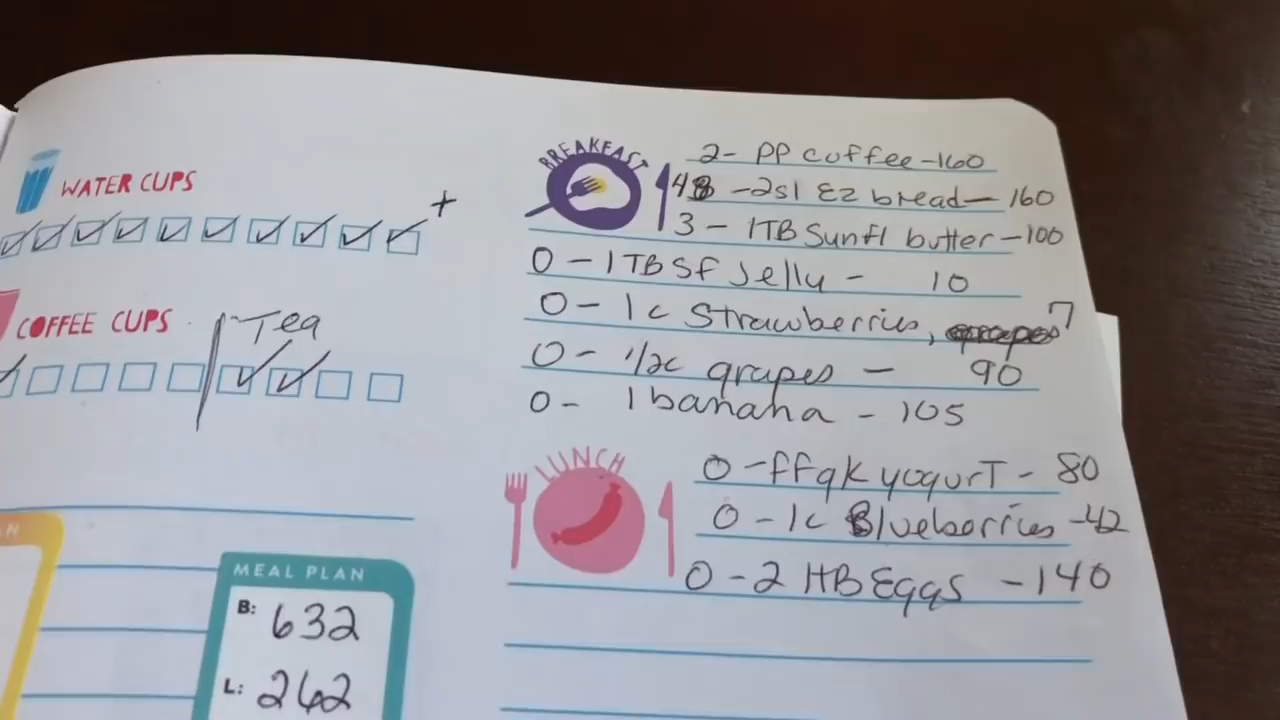 WATER CUPS
+
COFFEE CUPS
Tea
BREAKFAST
2- PP coffee-160
4 -2sl EZ bread-160
3 - 1TB Sunfl butter-100
0 - 1TB SF Jelly - 10
0 - 1c Strawberries, 7
0 - 1/2c grapes - 90
0 - 1 banana - 105
LUNCH
0 - ffgk yogurt - 80
0 - 1c Blueberries -42
0 - 2 HB Eggs - 140
MEAL PLAN
B: 632
L: 262